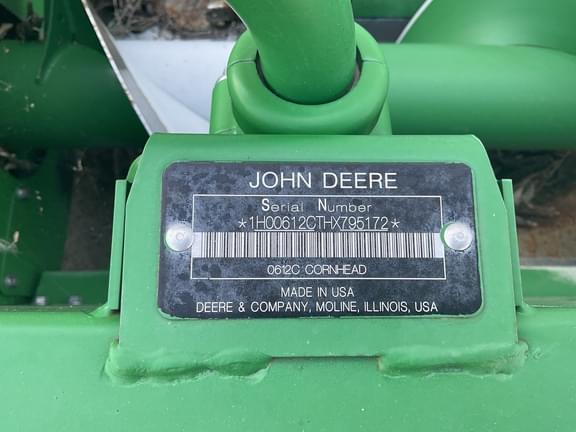 JOHN DEERE
Serial Number
*1H00612CTHX795172*
0612C CORNHEAD
MADE IN USA
DEERE & COMPANY, MOLINE, ILLINOIS, USA